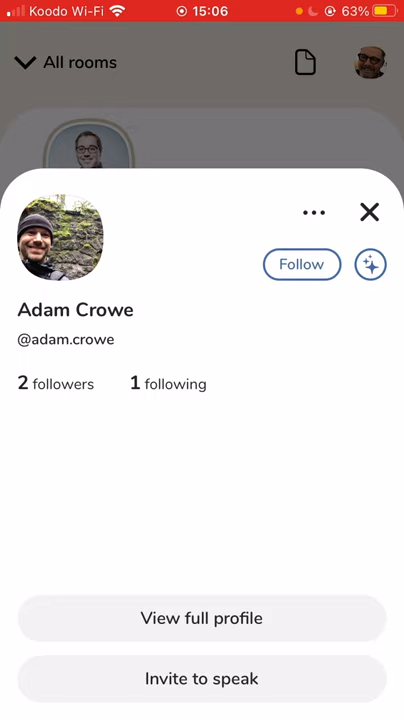 Koodo Wi-Fi 15:06 63%
All rooms
Follow
Adam Crowe
@adam.crowe
2 followers 1 following
View full profile
Invite to speak